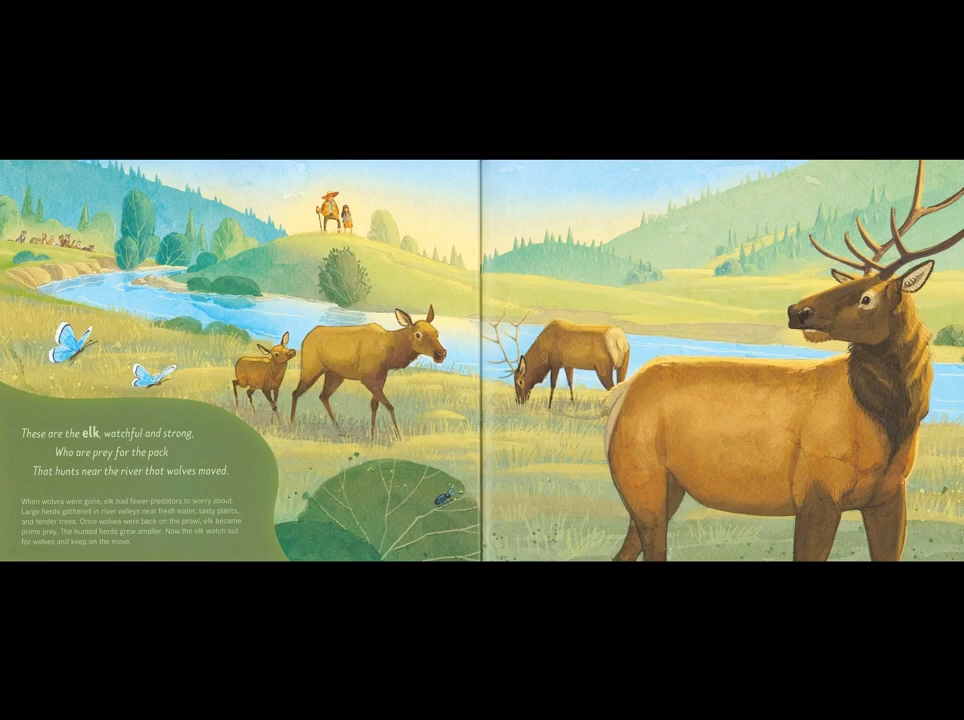 These are the elk, watchful and strong,
Who are prey for the pack
That hunts near the river that wolves moved.
When wolves were gone, elk had fewer predators to worry about.
Large herds gathered in river valleys near fresh water, tasty plants,
and tender trees. Once wolves were back on the prowl, elk became
prime prey. The hunted herds grew smaller. Now the elk watch out
for wolves and keep on the move.